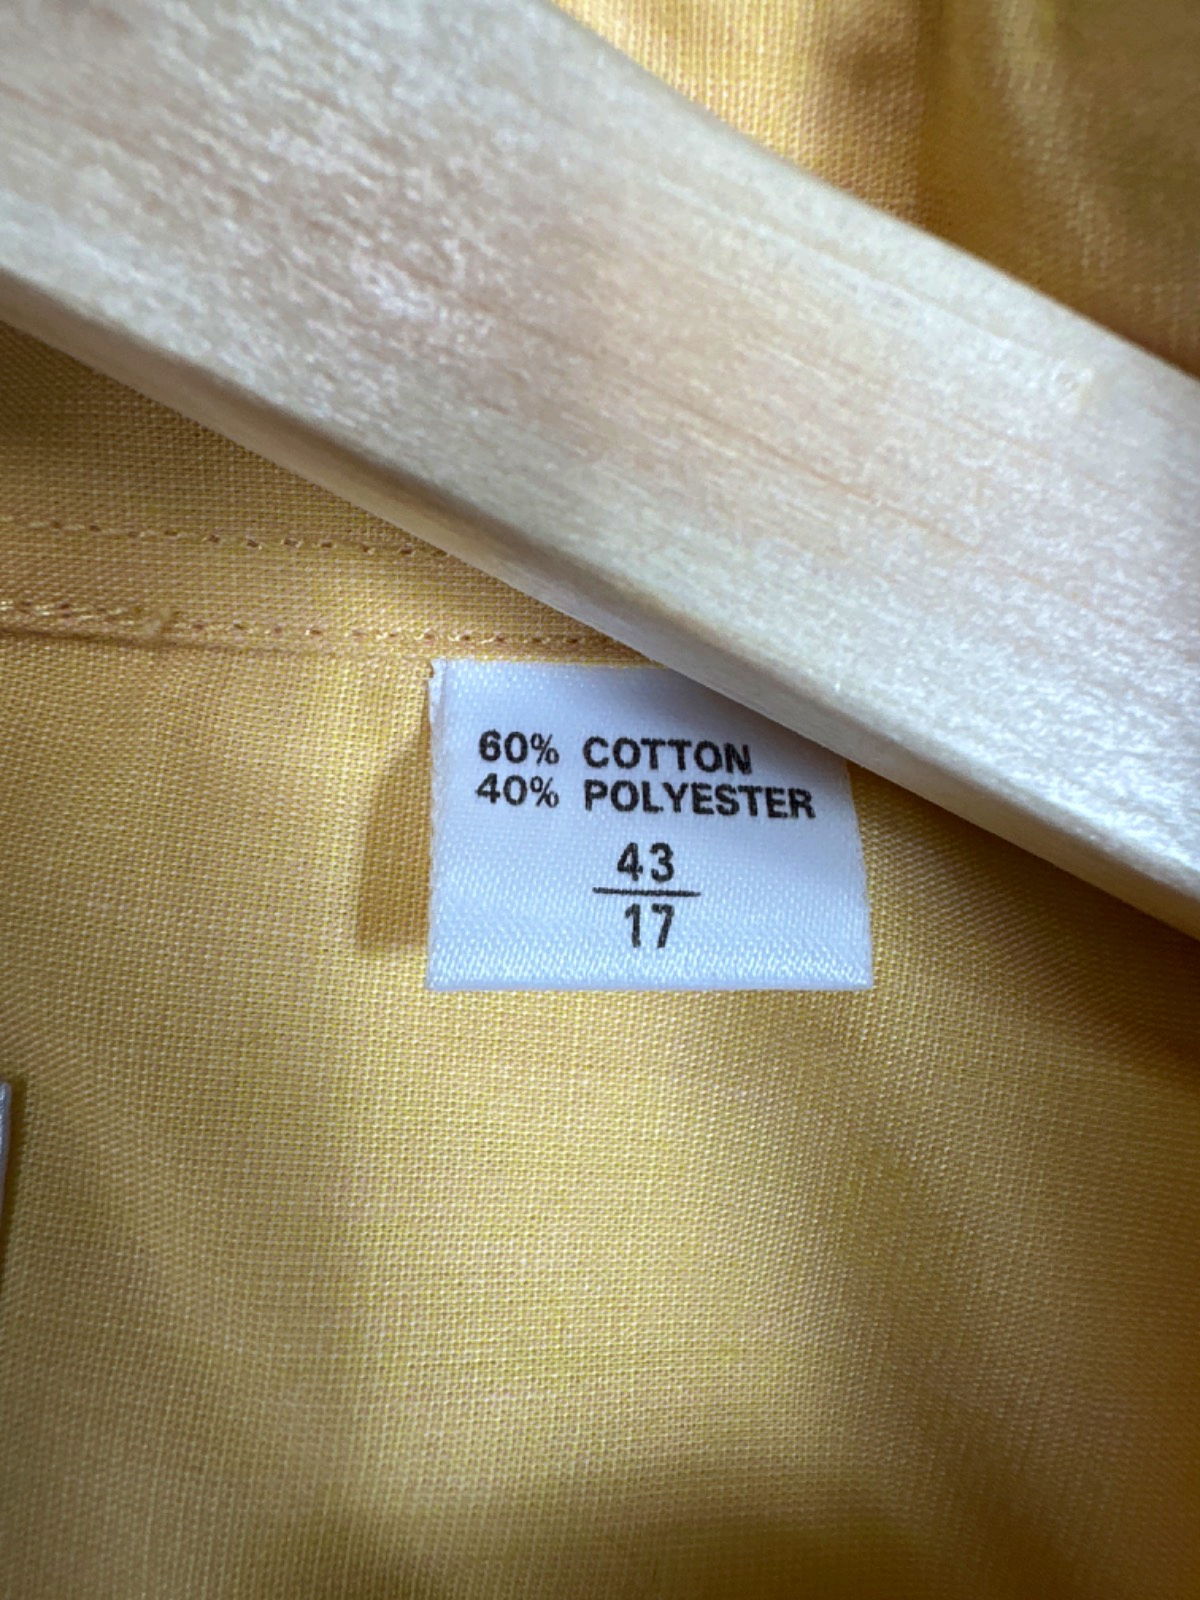 60% COTTON
40% POLYESTER
43
17